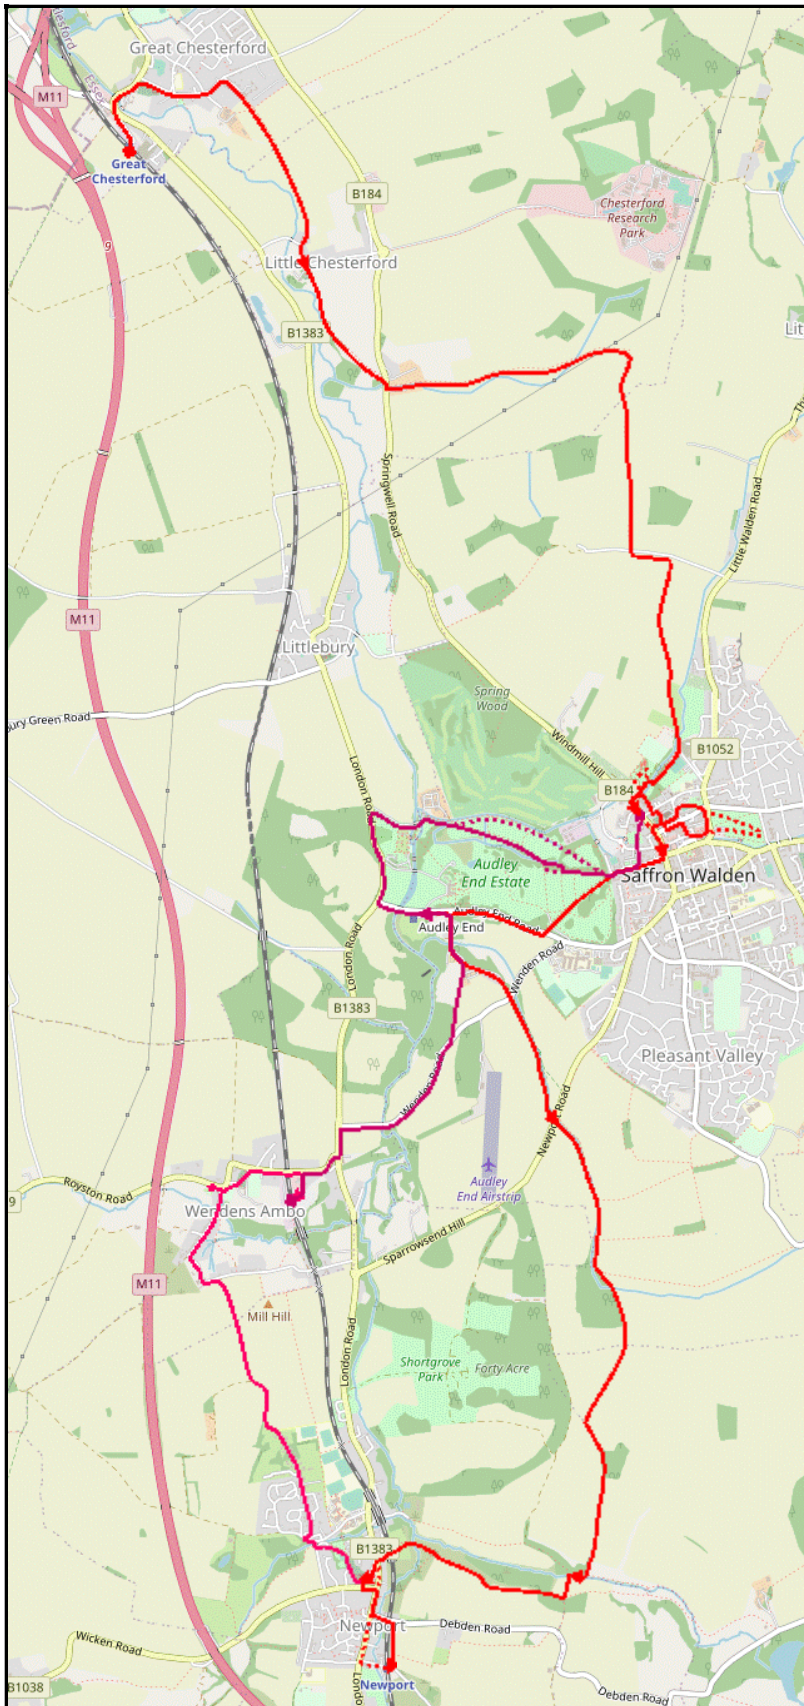 Great Chesterford
M11
Essex
Great
Chesterford
B184
Chesterford
Research
Park
9
Little Chesterford
B1383
Lit
Springwell Road
Little Walden Road
M11
Littlebury
Spring
Wood
bury Green Road
Windmill Hill
B1052
London Road
B184
Audley
End Estate
Saffron Walden
Audley End Road
Audley End
London Road
Wenden Road
B1383
Pleasant Valley
Wenden Road
Newport Road
Audley
End Airstrip
Royston Road
9
Wendens Ambo
Sparrowsend Hill
M11
Mill Hill
London Road
Shortgrove
Park
Forty Acre
B1383
Newport
Debden Road
Wicken Road
Newport
B1038
Debden Road